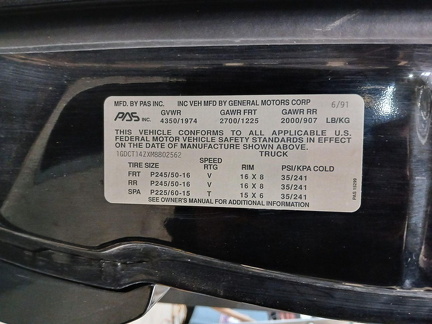 MFD. BY PAS INC. INC VEH MFD BY GENERAL MOTORS CORP 6/91
PAS INC. GVWR GAWR FRT GAWR RR
4350/1974 2700/1225 2000/907 LB/KG
THIS VEHICLE CONFORMS TO ALL APPLICABLE U.S.
FEDERAL MOTOR VEHICLE SAFETY STANDARDS IN EFFECT
ON THE DATE OF MANUFACTURE SHOWN ABOVE.
1GDCT14ZXM8802562 TRUCK
TIRE SIZE SPEED RTG RIM PSI/KPA COLD
FRT P245/50-16 V 16 X 8 35/241
RR P245/50-16 V 16 X 8 35/241
SPA P225/60-15 T 15 X 6 35/241
SEE OWNER'S MANUAL FOR ADDITIONAL INFORMATION